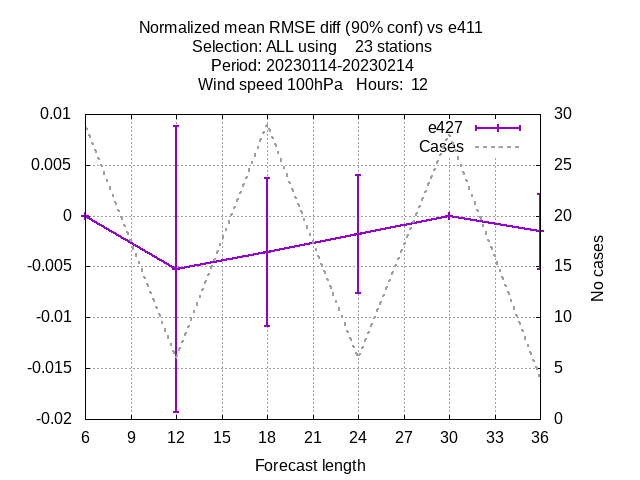 Normalized mean RMSE diff (90% conf) vs e411
Selection: ALL using 23 stations
Period: 20230114-20230214
Wind speed 100hPa Hours: 12
0.01
0.005
0
-0.005
-0.01
-0.015
-0.02
30
25
20
15
10
5
0
e427
Cases
No cases
6 9 12 15 18 21 24 27 30 33 36
Forecast length